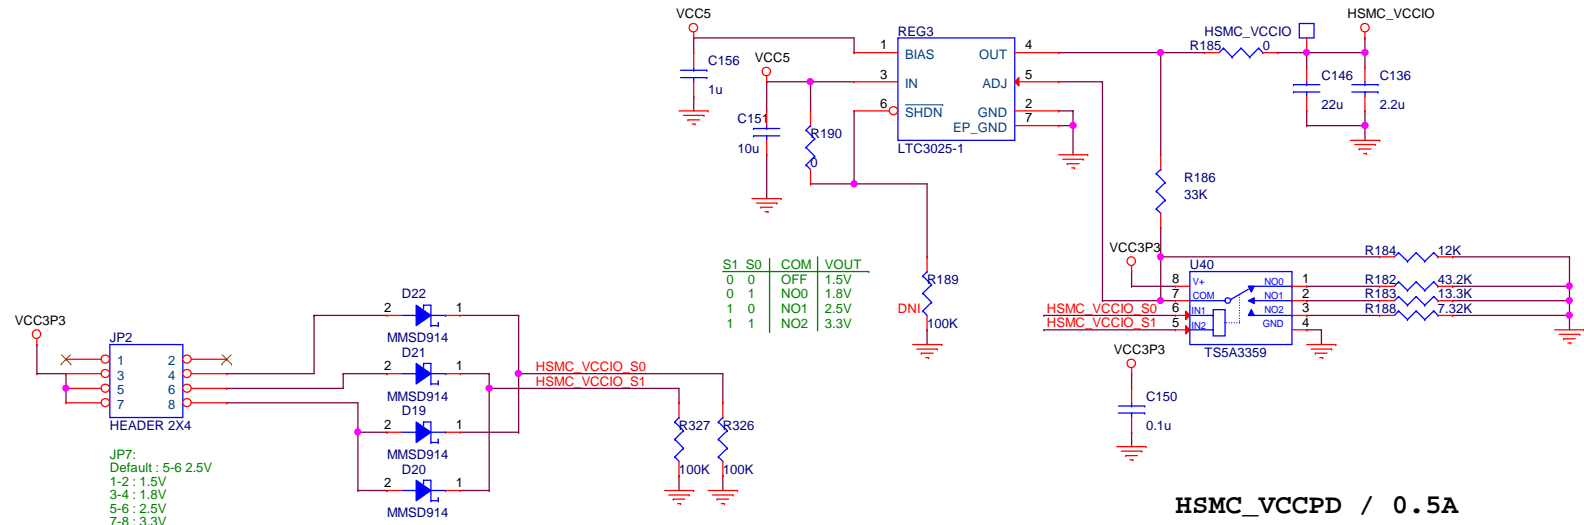 VCC5
C156
1u
VCC5
C151
10u
R190
0
REG3
1 BIAS OUT 4
3 IN ADJ 5
6 SHDN GND 2
EP_GND 7
LTC3025-1
HSMC_VCCIO
R185 0
HSMC_VCCIO
C146
22u
C136
2.2u
R186
33K
R189
DNI
100K
S1 S0 COM VOUT
0 0 OFF 1.5V
0 1 NO0 1.8V
1 0 NO1 2.5V
1 1 NO2 3.3V
VCC3P3
U40
8 V+ NO0 1
7 COM NO1 2
6 IN1 NO2 3
5 IN2 GND 4
TS5A3359
HSMC_VCCIO_S0
HSMC_VCCIO_S1
R184 12K
R182 43.2K
R183 13.3K
R188 7.32K
VCC3P3
C150
0.1u
VCC3P3
JP2
1 2
3 4
5 6
7 8
HEADER 2X4
JP7:
Default : 5-6 2.5V
1-2 : 1.5V
3-4 : 1.8V
5-6 : 2.5V
7-8 : 3.3V
D22
2 1
MMSD914
D21
2 1
MMSD914
D19
2 1
MMSD914
D20
2 1
MMSD914
HSMC_VCCIO_S0
HSMC_VCCIO_S1
R327
100K
R326
100K
HSMC_VCCPD / 0.5A